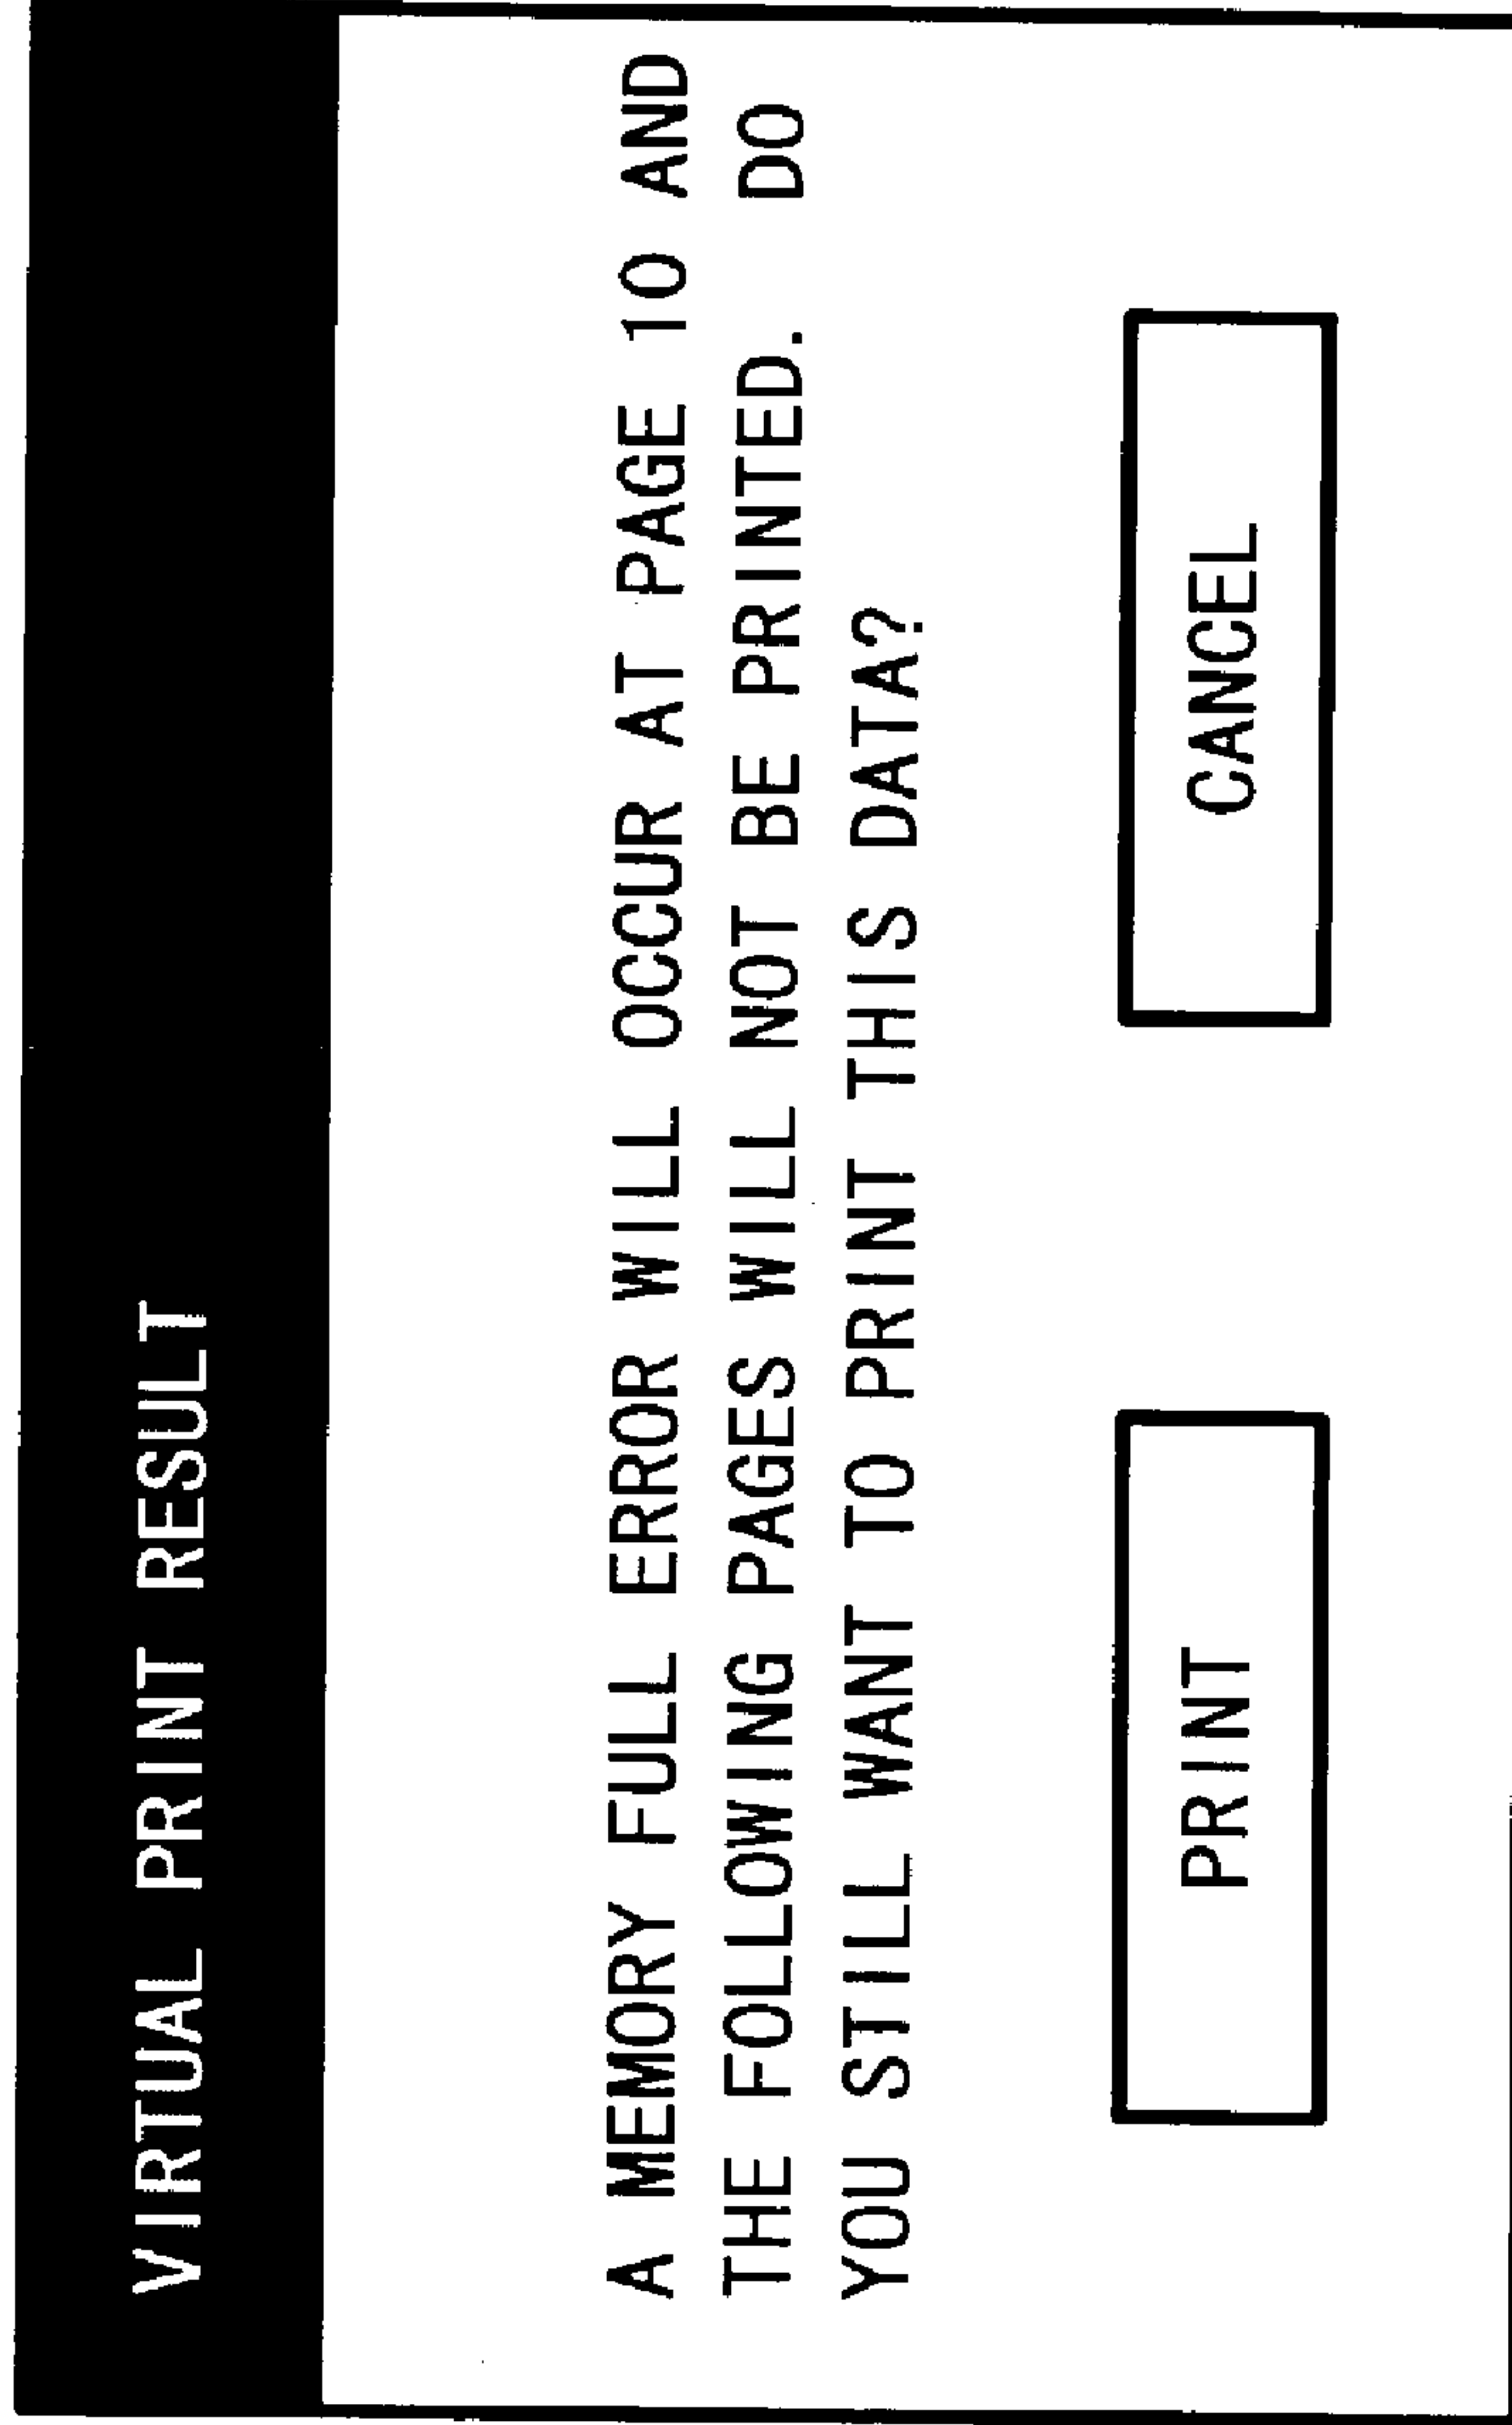 VIRTUAL PRINT RESULT
A MEMORY FULL ERROR WILL OCCUR AT PAGE 10 AND
THE FOLLOWING PAGES WILL NOT BE PRINTED. DO
YOU STILL WANT TO PRINT THIS DATA?
PRINT
CANCEL